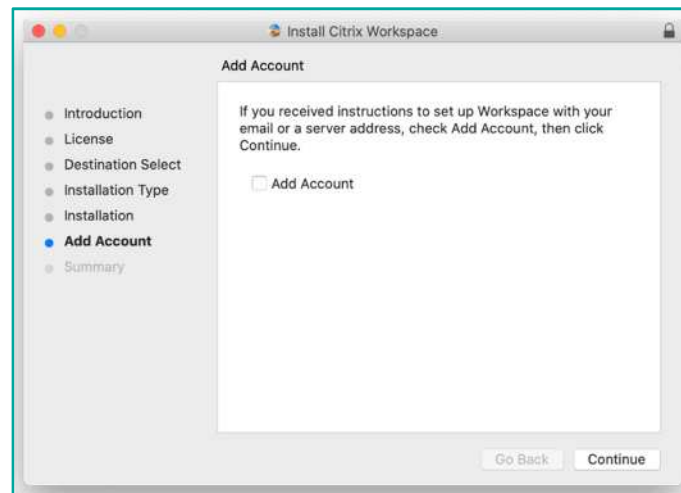 Install Citrix Workspace
Add Account
Introduction
License
Destination Select
Installation Type
Installation
Add Account
Summary
If you received instructions to set up Workspace with your
email or a server address, check Add Account, then click
Continue.
Add Account
Go Back
Continue